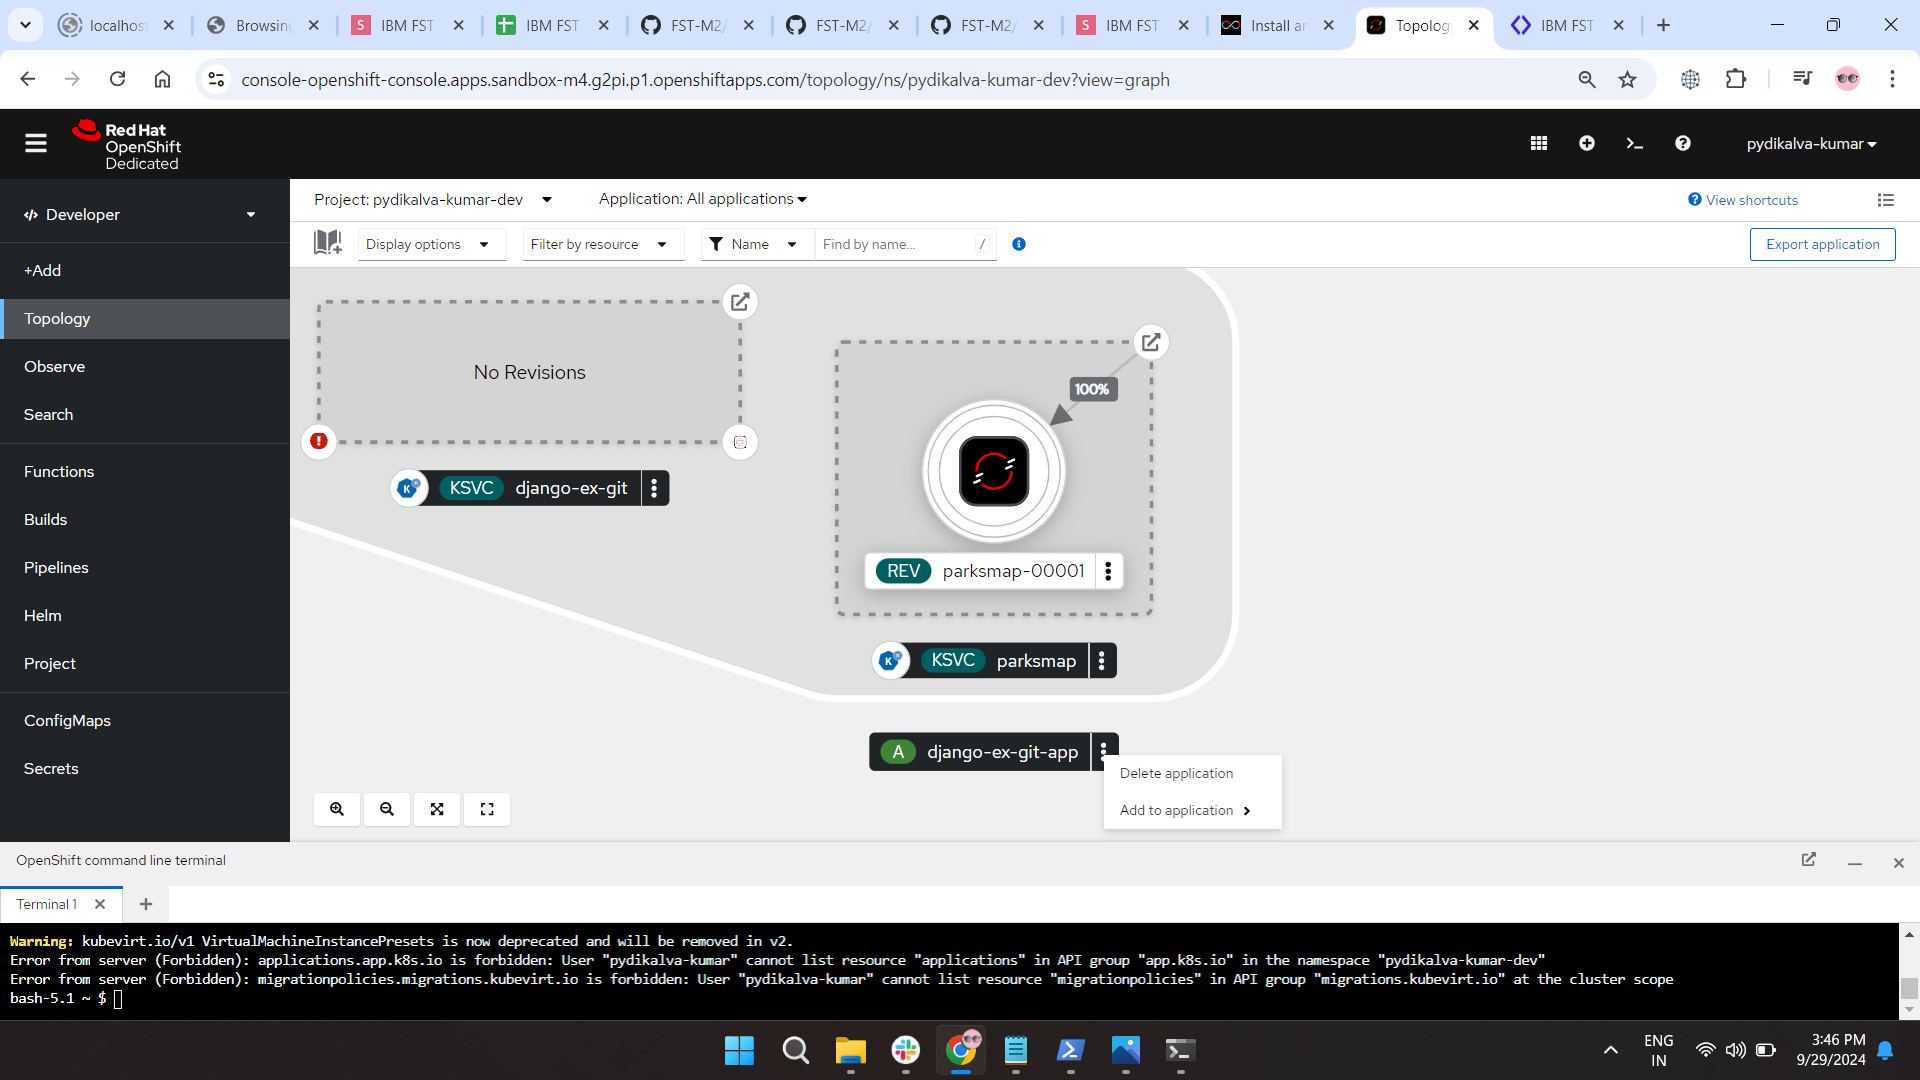 localhost
Browsing
IBM FST
IBM FST
FST-M2/
FST-M2/
FST-M2/
IBM FST
Install an
Topolog
IBM FST
console-openshift-console.apps.sandbox-m4.g2pi.p1.openshiftapps.com/topology/ns/pydikalva-kumar-dev?view=graph
Red Hat
OpenShift
Dedicated
pydikalva-kumar
Developer
+Add
Topology
Observe
Search
Functions
Builds
Pipelines
Helm
Project
ConfigMaps
Secrets
Project: pydikalva-kumar-dev
Application: All applications
View shortcuts
Display options
Filter by resource
Name
Find by name...
/
Export application
No Revisions
KSVC django-ex-git
100%
REV parksmap-00001
KSVC parksmap
A django-ex-git-app
Delete application
Add to application
OpenShift command line terminal
Terminal 1
Warning: kubevirt.io/v1 VirtualMachineInstancePresets is now deprecated and will be removed in v2.
Error from server (Forbidden): applications.app.k8s.io is forbidden: User "pydikalva-kumar" cannot list resource "applications" in API group "app.k8s.io" in the namespace "pydikalva-kumar-dev"
Error from server (Forbidden): migrationpolicies.migrations.kubevirt.io is forbidden: User "pydikalva-kumar" cannot list resource "migrationpolicies" in API group "migrations.kubevirt.io" at the cluster scope
bash-5.1 ~ $
ENG
IN
3:46 PM
9/29/2024